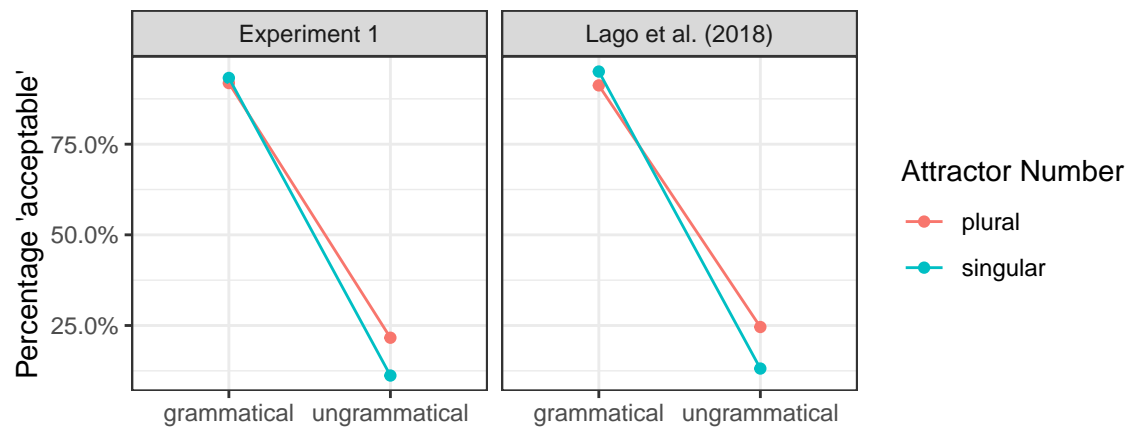 Experiment 1
Lago et al. (2018)
Percentage 'acceptable'
75.0%
50.0%
25.0%
grammatical ungrammatical
grammatical ungrammatical
Attractor Number
plural
singular